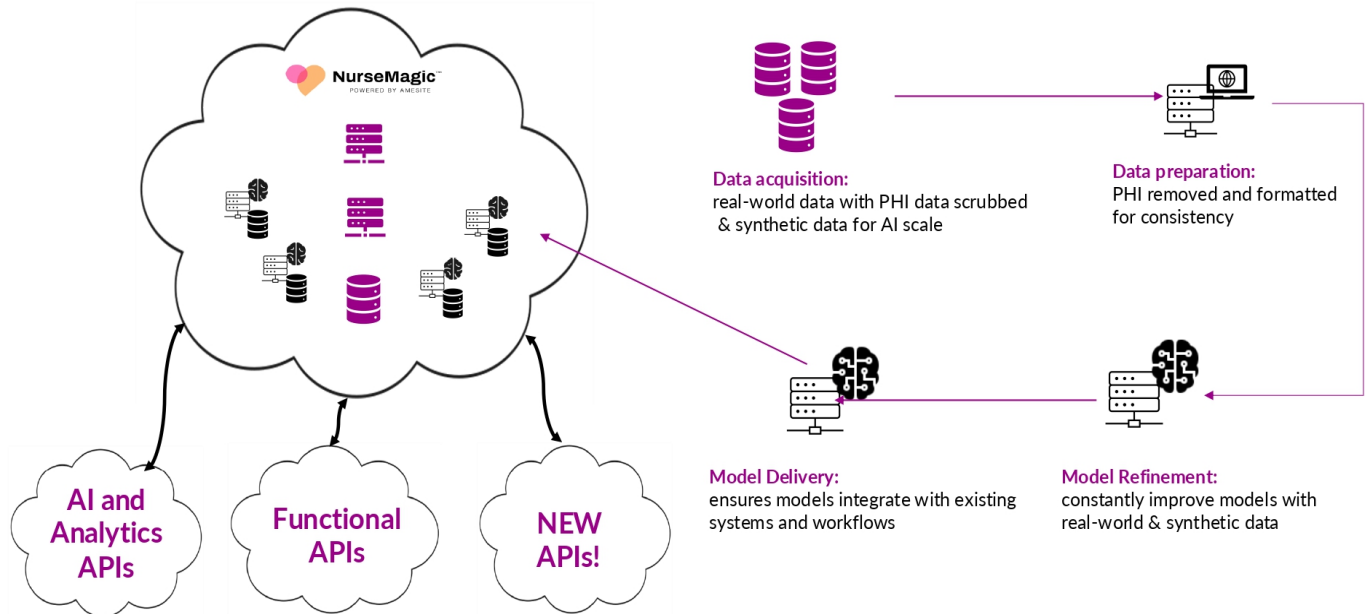 NurseMagic™
POWERED BY AMESITE
Data acquisition:
real-world data with PHI data scrubbed
& synthetic data for AI scale
Data preparation:
PHI removed and formatted
for consistency
Model Delivery:
ensures models integrate with existing
systems and workflows
Model Refinement:
constantly improve models with
real-world & synthetic data
AI and
Analytics
APIs
Functional
APIs
NEW
APIs!